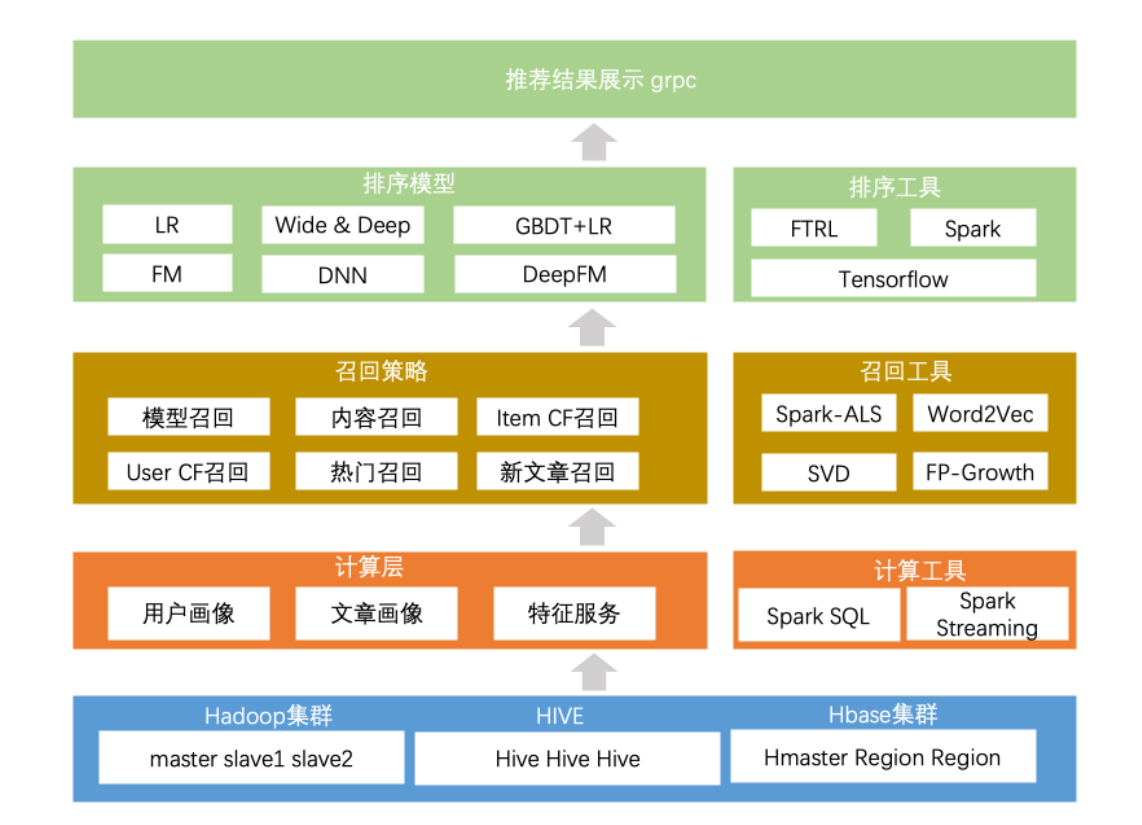 推荐结果展示 grpc
排序模型
LR
Wide & Deep
GBDT+LR
FM
DNN
DeepFM
排序工具
FTRL
Spark
Tensorflow
召回策略
模型召回
内容召回
Item CF召回
User CF召回
热门召回
新文章召回
召回工具
Spark-ALS
Word2Vec
SVD
FP-Growth
计算层
用户画像
文章画像
特征服务
计算工具
Spark SQL
Spark
Streaming
Hadoop集群
HIVE
Hbase集群
master slave1 slave2
Hive Hive Hive
Hmaster Region Region